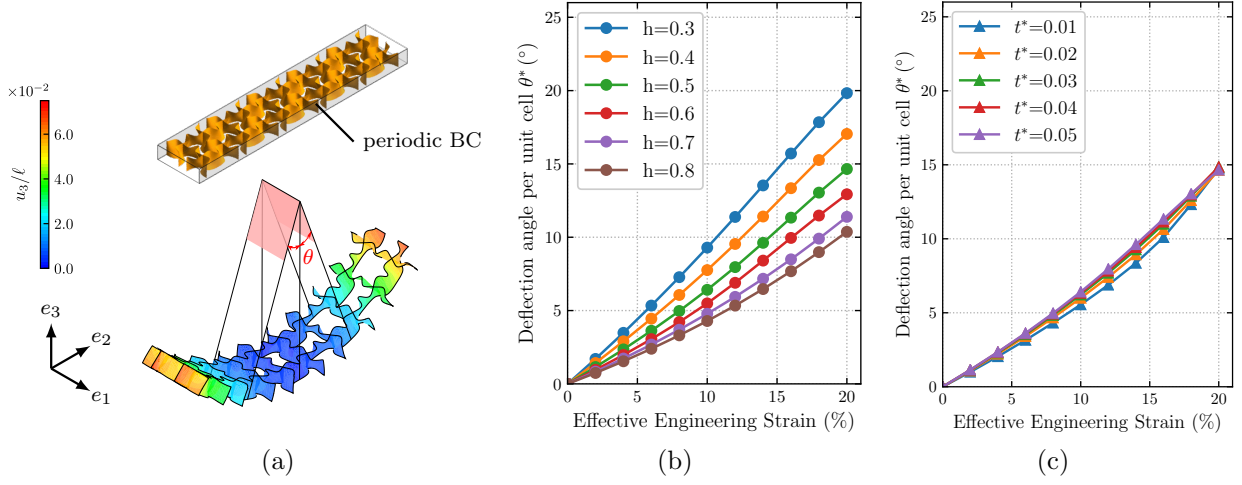 ×10⁻²
6.0
4.0
2.0
0.0
u₃/ℓ
periodic BC
θ
e₃
e₂
e₁
(a)
Deflection angle per unit cell θ* (°)
25
20
15
10
5
0
h=0.3
h=0.4
h=0.5
h=0.6
h=0.7
h=0.8
0 5 10 15 20
Effective Engineering Strain (%)
(b)
Deflection angle per unit cell θ* (°)
25
20
15
10
5
0
t*=0.01
t*=0.02
t*=0.03
t*=0.04
t*=0.05
0 5 10 15 20
Effective Engineering Strain (%)
(c)